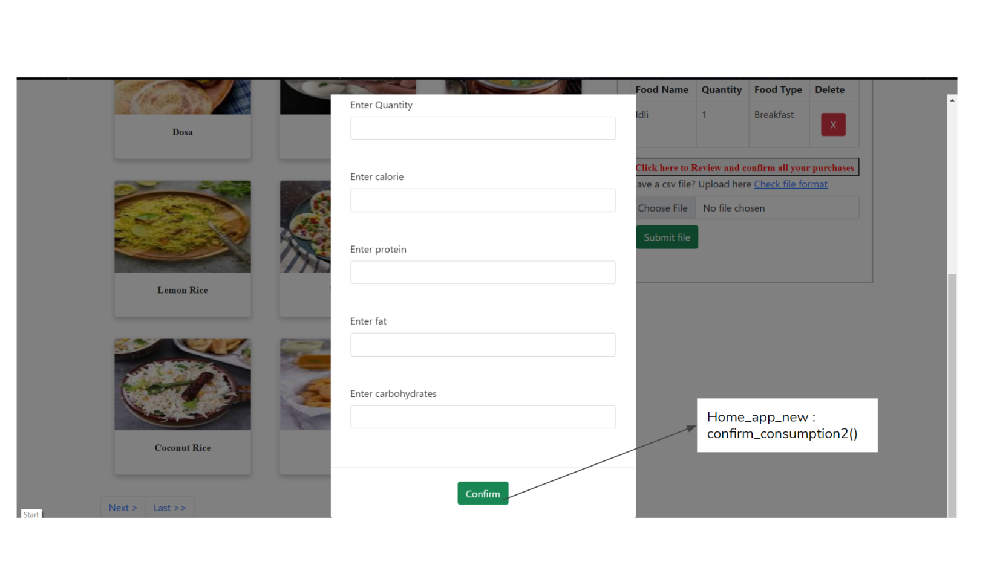 Food Name Quantity Food Type Delete
Idli 1 Breakfast X
Click here to Review and confirm all your purchases
ave a csv file? Upload here Check file format
Choose File No file chosen
Submit file
Dosa
Lemon Rice
Coconut Rice
Next > Last >>
Start
Enter Quantity
Enter calorie
Enter protein
Enter fat
Enter carbohydrates
Confirm
Home_app_new :
confirm_consumption2()